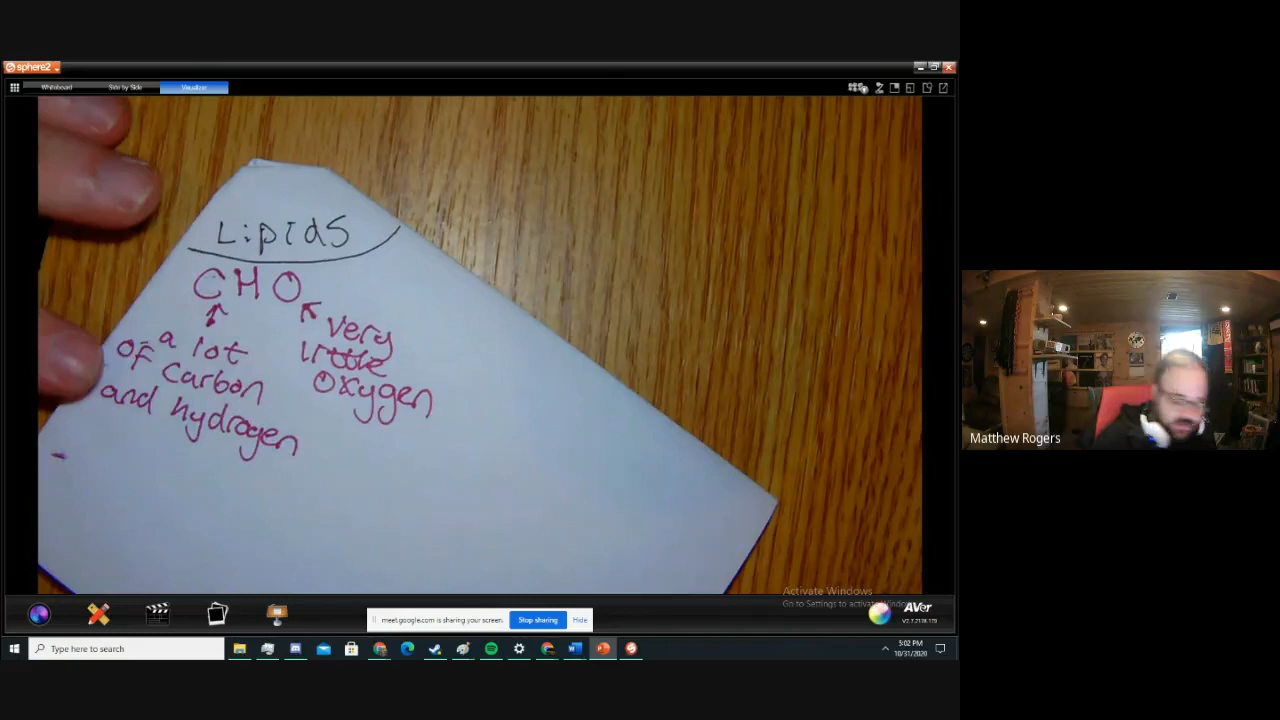 sphere2
Whiteboard
Side by Side
Visualizer
Lipids
CHO
a lot
of carbon
and hydrogen
very
little
oxygen
Matthew Rogers
Activate Windows
Go to Settings to activate Windows
AVer
meet.google.com is sharing your screen.
Stop sharing
Hide
Type here to search
5:02 PM
10/31/2020